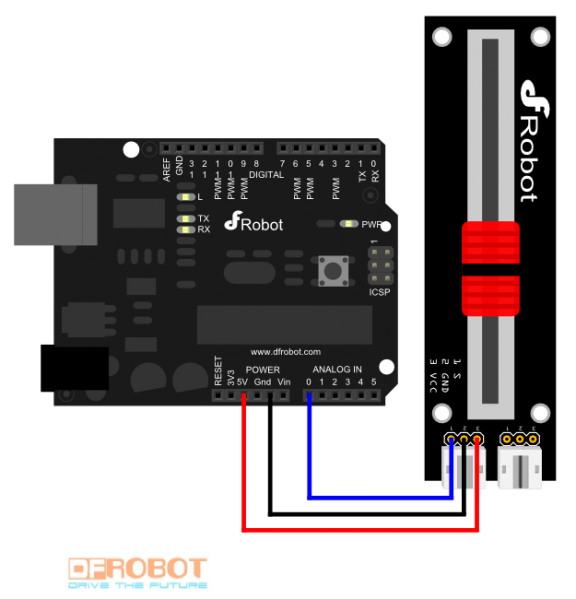 AREF
GND
13
12
11 PWM
10 PWM
9 PWM
8
DIGITAL
7
6 PWM
5 PWM
4
3 PWM
2
1 TX
0 RX
L
TX
RX
DFRobot
PWR
1
ICSP
www.dfrobot.com
POWER
ANALOG IN
RESET
3V3
5V
Gnd
Vin
0 1 2 3 4 5
DFRobot
1 S
2 GND
3 VCC
1 2 3
1 2 3
DFROBOT
DRIVE THE FUTURE